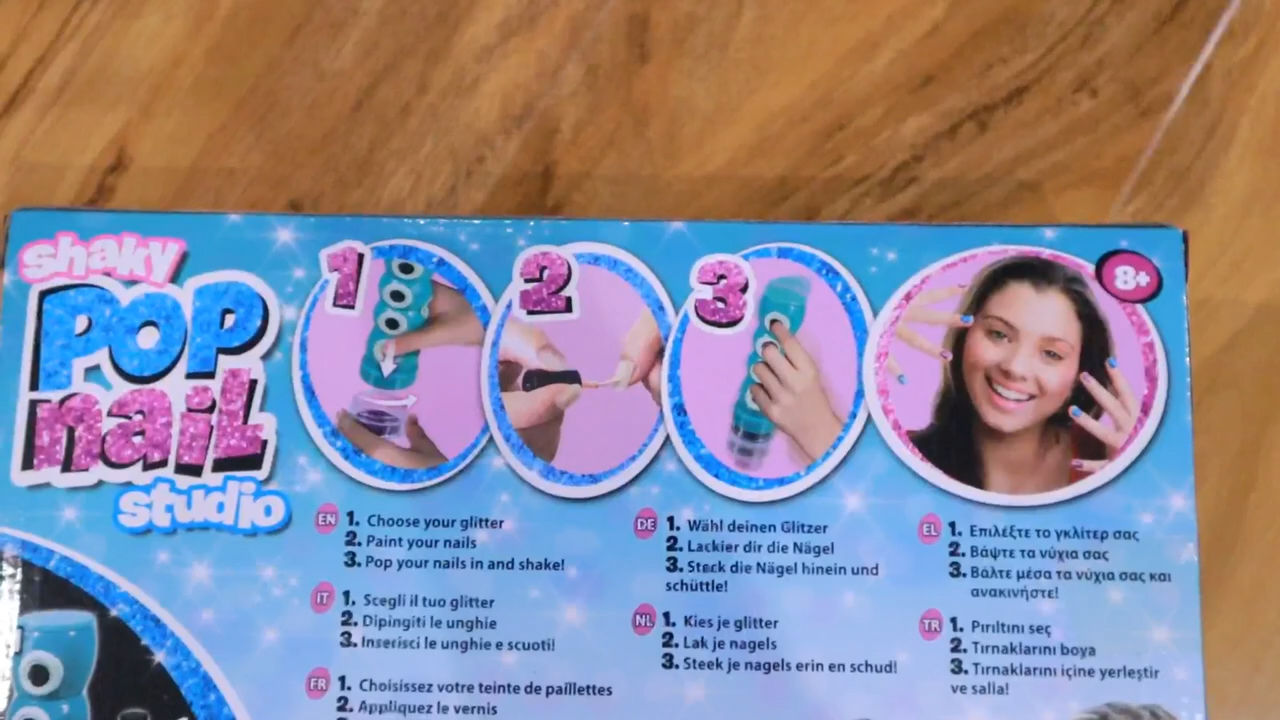 shaky
POP
naiL
studio
1
2
3
8+
EN 1. Choose your glitter
2. Paint your nails
3. Pop your nails in and shake!
IT 1. Scegli il tuo glitter
2. Dipingiti le unghie
3. Inserisci le unghie e scuoti!
FR 1. Choisissez votre teinte de paillettes
2. Appliquez le vernis
DE 1. Wähl deinen Glitzer
2. Lackier dir die Nägel
3. Steck die Nägel hinein und
schüttle!
NL 1. Kies je glitter
2. Lak je nagels
3. Steek je nagels erin en schud!
EL 1. Επιλέξτε το γκλίτερ σας
2. Βάψτε τα νύχια σας
3. Βάλτε μέσα τα νύχια σας και
ανακινήστε!
TR 1. Pırıltını seç
2. Tırnaklarını boya
3. Tırnaklarını içine yerleştir
ve salla!